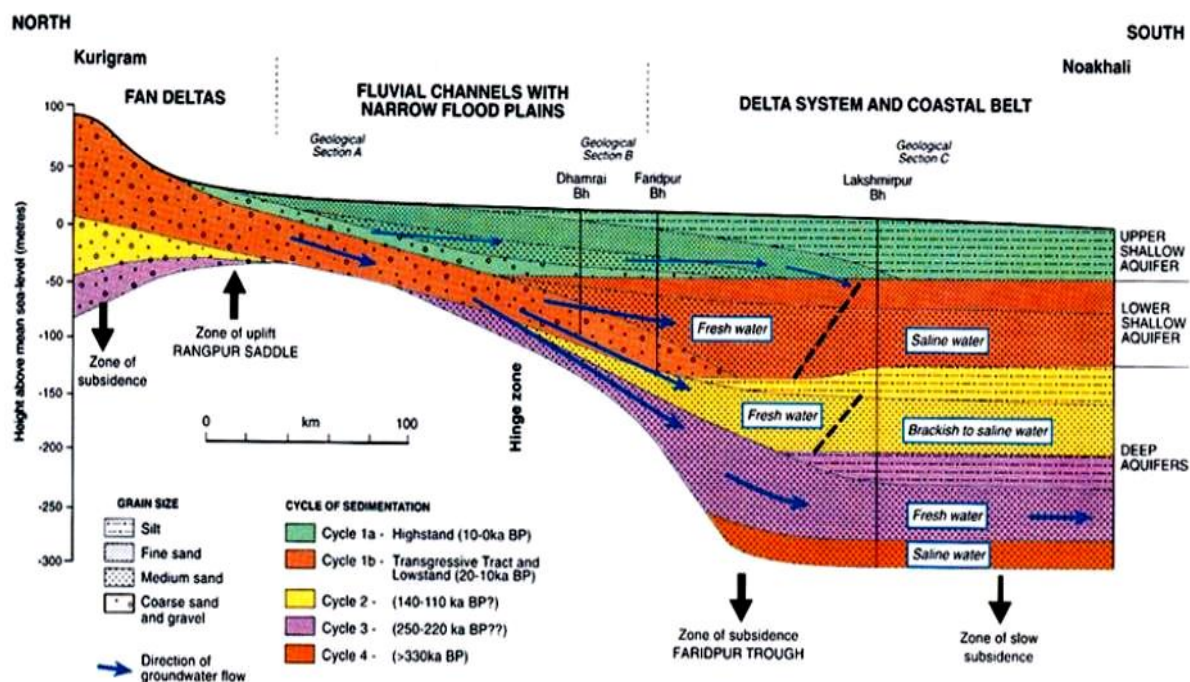 NORTH
SOUTH
Kurigram
Noakhali
FAN DELTAS
FLUVIAL CHANNELS WITH
NARROW FLOOD PLAINS
DELTA SYSTEM AND COASTAL BELT
Geological
Section A
Geological
Section B
Geological
Section C
Dhamrai
Bh
Faridpur
Bh
Lakshmirpur
Bh
Height above mean sea-level (metres)
100
50
0
-50
-100
-150
-200
-250
-300
UPPER
SHALLOW
AQUIFER
LOWER
SHALLOW
AQUIFER
DEEP
AQUIFERS
Zone of
subsidence
Zone of uplift
RANGPUR SADDLE
Hinge zone
0 km 100
Fresh water
Saline water
Fresh water
Brackish to saline water
Fresh water
Saline water
GRAIN SIZE
Silt
Fine sand
Medium sand
Coarse sand
and gravel
Direction of
groundwater flow
CYCLE OF SEDIMENTATION
Cycle 1a - Highstand (10-0ka BP)
Cycle 1b - Transgressive Tract and
Lowstand (20-10ka BP)
Cycle 2 - (140-110 ka BP?)
Cycle 3 - (250-220 ka BP??)
Cycle 4 - (>330ka BP)
Zone of subsidence
FARIDPUR TROUGH
Zone of slow
subsidence